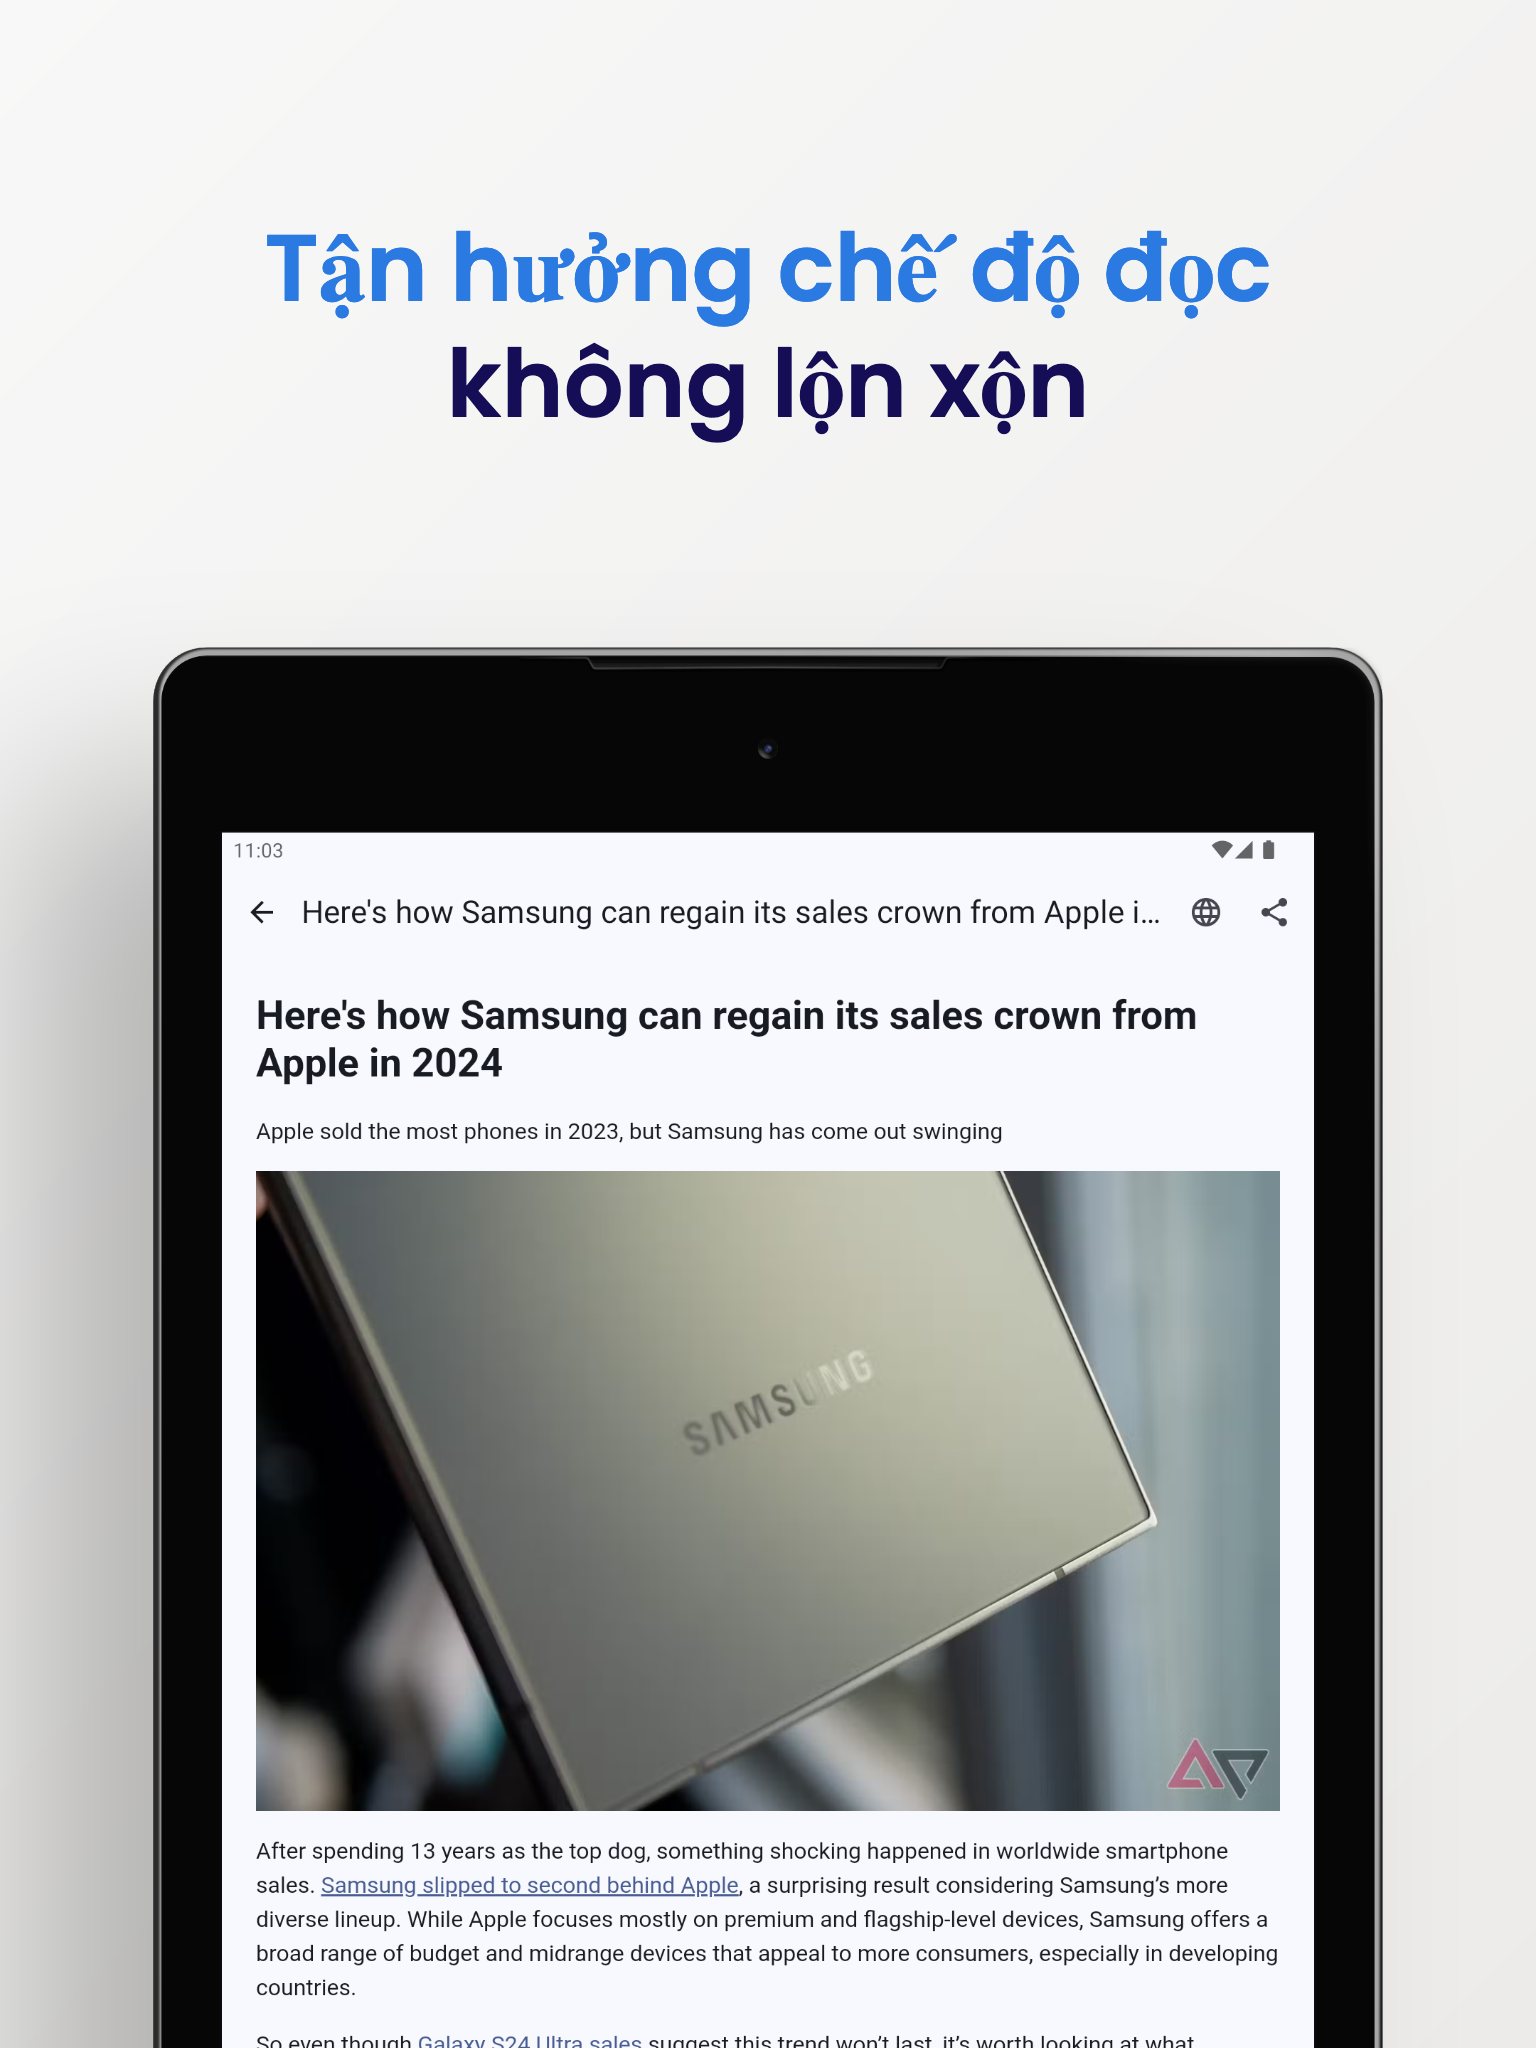 Tận hưởng chế độ đọc
không lộn xộn
11:03
Here's how Samsung can regain its sales crown from Apple i...
Here's how Samsung can regain its sales crown from
Apple in 2024
Apple sold the most phones in 2023, but Samsung has come out swinging
SAMSUNG
After spending 13 years as the top dog, something shocking happened in worldwide smartphone
sales. Samsung slipped to second behind Apple, a surprising result considering Samsung’s more
diverse lineup. While Apple focuses mostly on premium and flagship-level devices, Samsung offers a
broad range of budget and midrange devices that appeal to more consumers, especially in developing
countries.
So even though Galaxy S24 Ultra sales suggest this trend won’t last, it’s worth looking at what